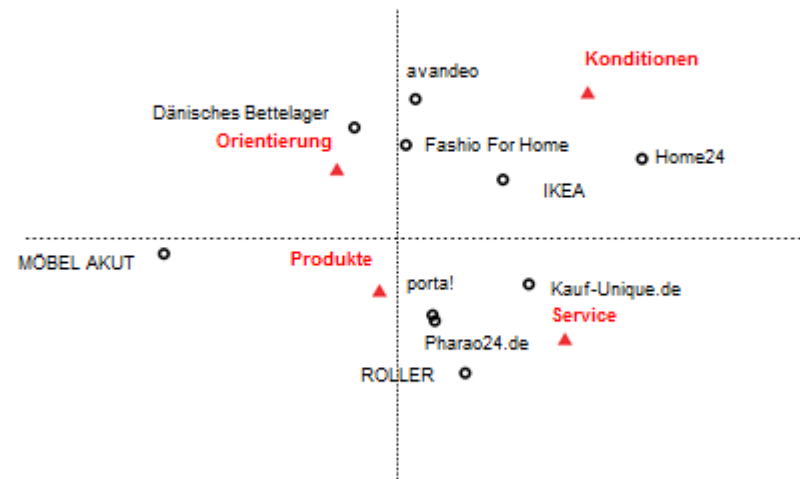 Konditionen
avandeo
Dänisches Bettelager
Orientierung
Fashio For Home
Home24
IKEA
MÖBEL AKUT
Produkte
porta!
Kauf-Unique.de
Service
Pharao24.de
ROLLER